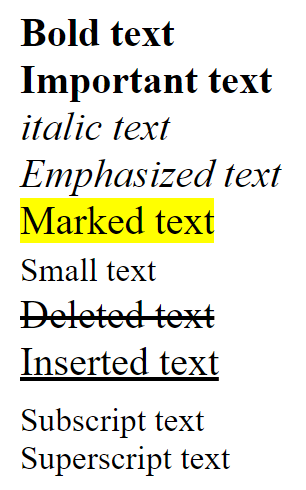 Bold text
Important text
italic text
Emphasized text
Marked text
Small text
Deleted text
Inserted text
Subscript text
Superscript text